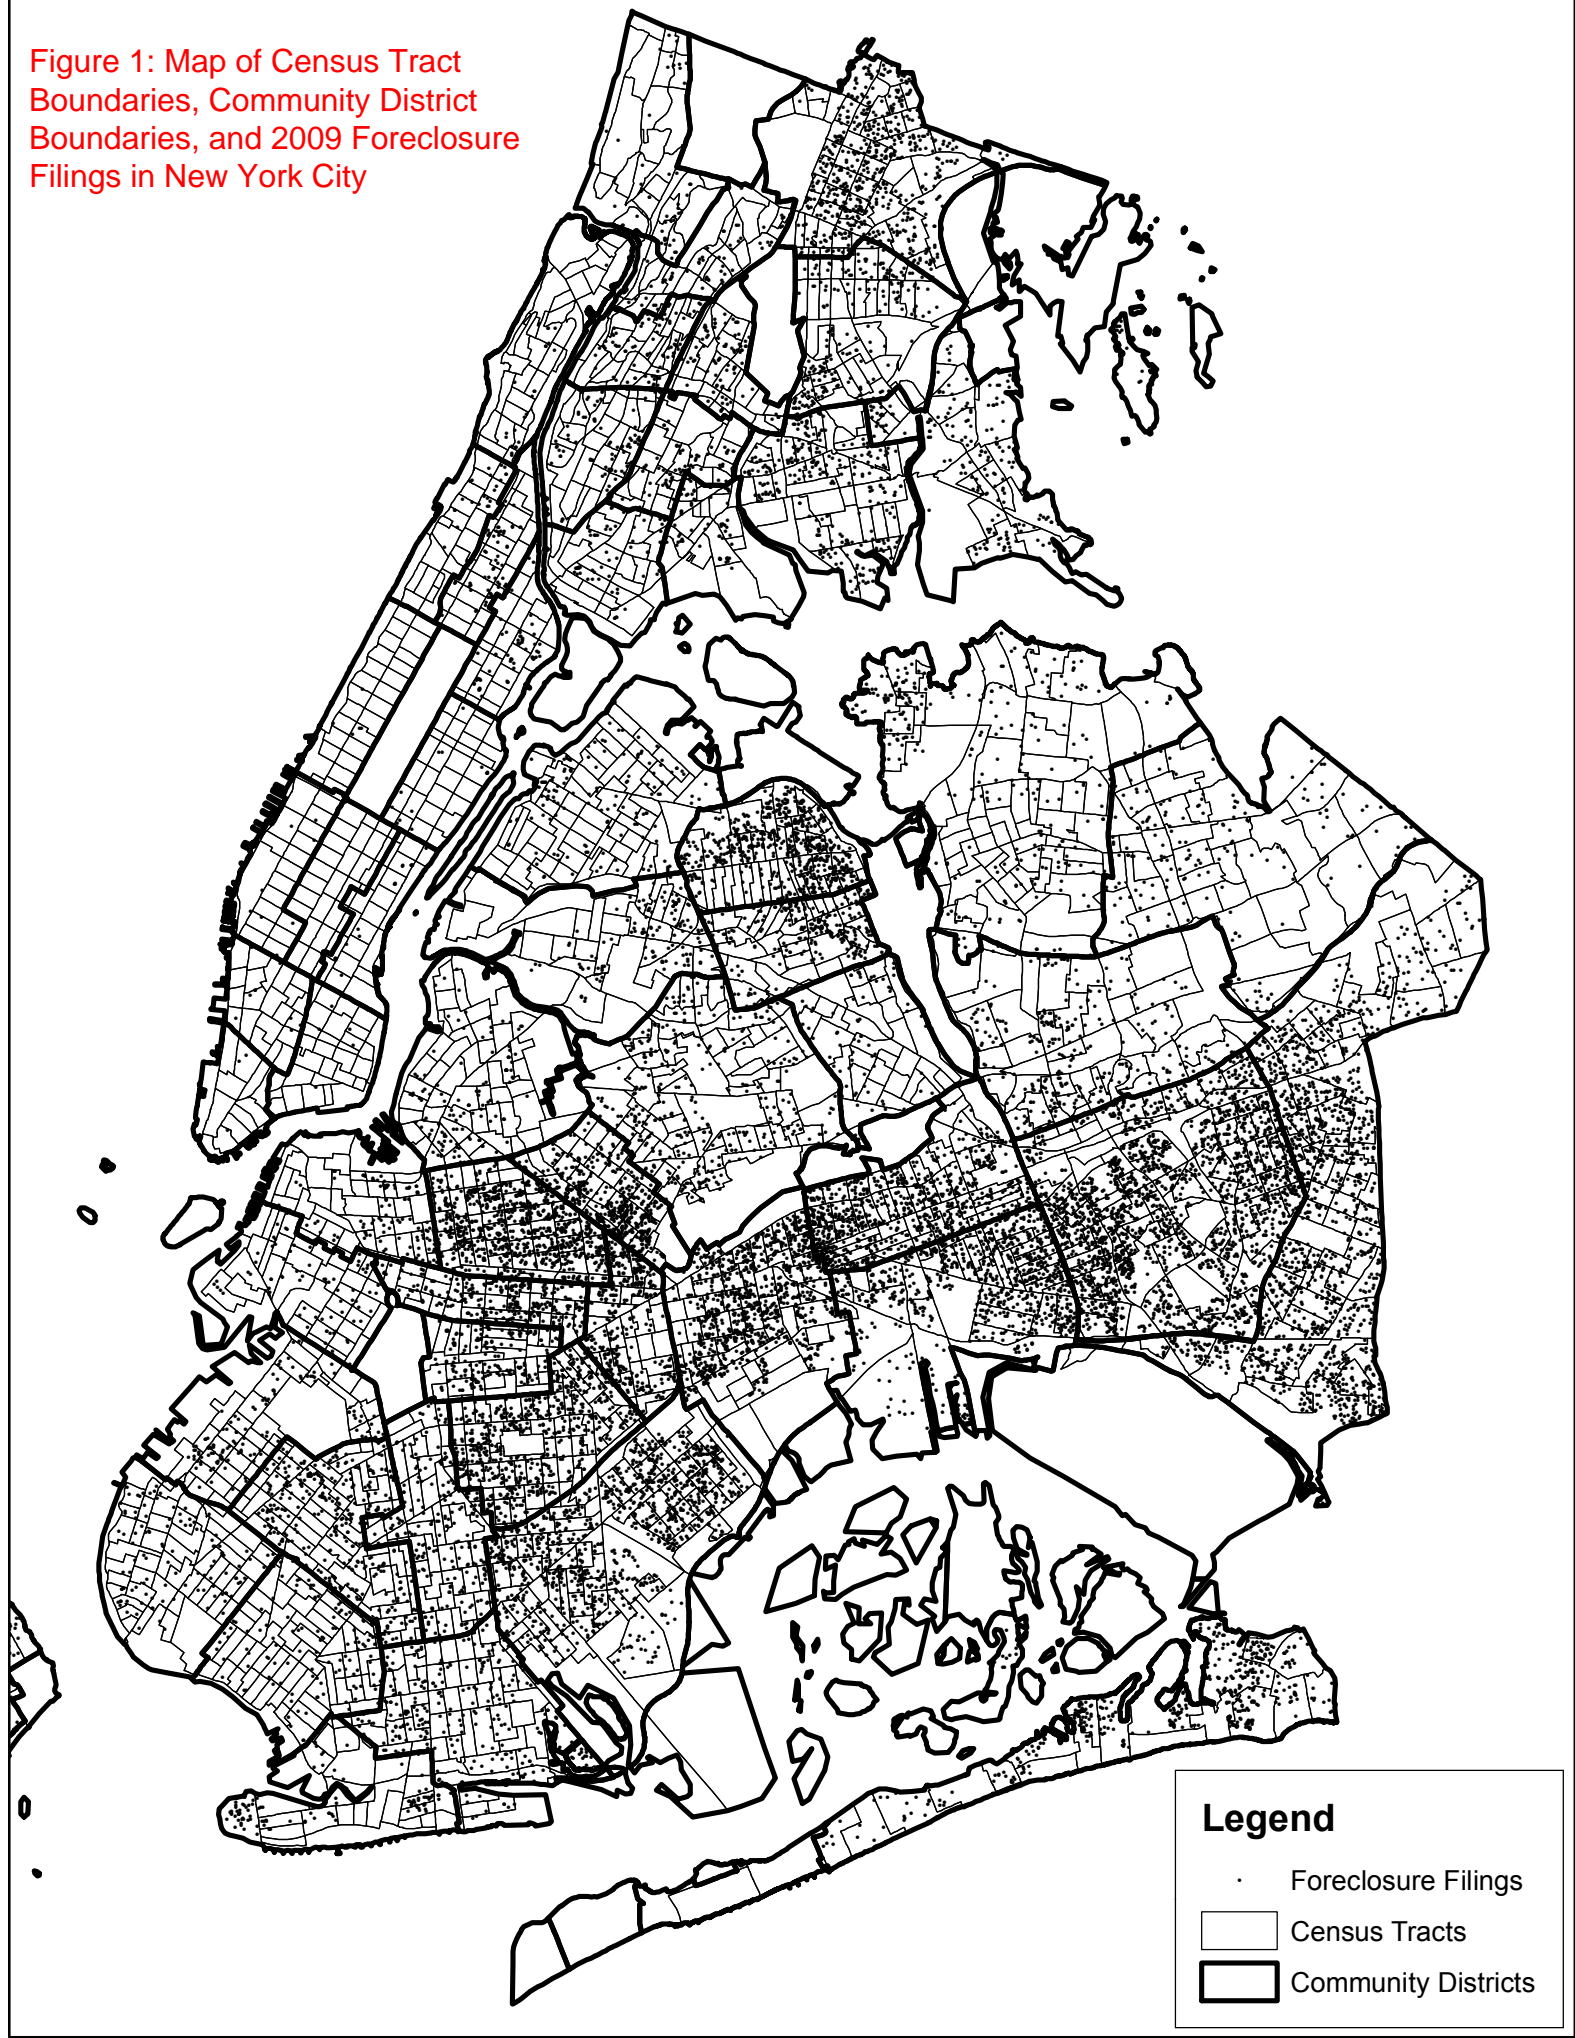 Figure 1: Map of Census Tract
Boundaries, Community District
Boundaries, and 2009 Foreclosure
Filings in New York City
Legend
Foreclosure Filings
Census Tracts
Community Districts